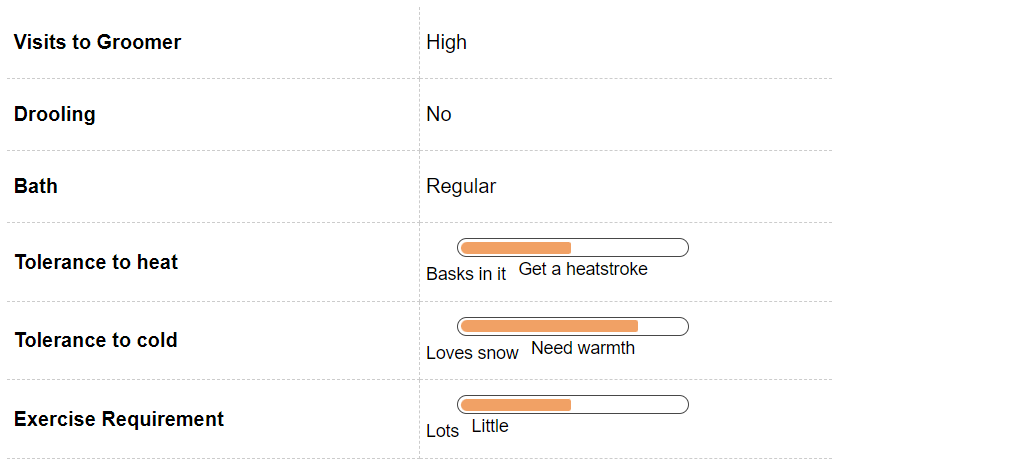 Visits to Groomer High
Drooling No
Bath Regular
Tolerance to heat
Basks in it Get a heatstroke
Tolerance to cold
Loves snow Need warmth
Exercise Requirement
Lots Little